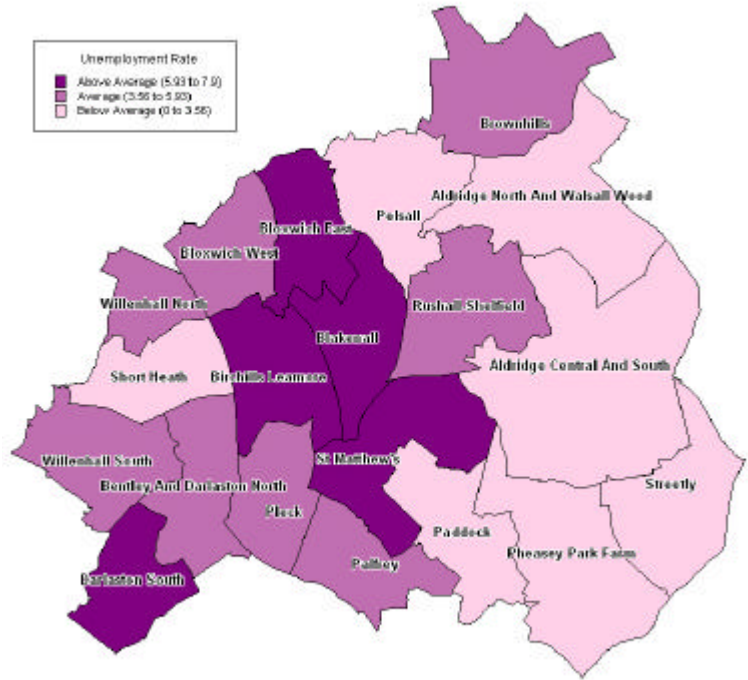 Unemployment Rate
Above Average (5.93 to 7.9)
Average (3.56 to 5.93)
Below Average (0 to 3.56)
Brownhills
Aldridge North And Walsall Wood
Pelsall
Bloxwich East
Bloxwich West
Willenhall North
Rushall Shelfield
Blakenall
Short Heath
Birchills Leamore
Aldridge Central And South
Willenhall South
St Matthew's
Bentley And Darlaston North
Streetly
Pleck
Paddock
Pheasey Park Farm
Palfrey
Darlaston South